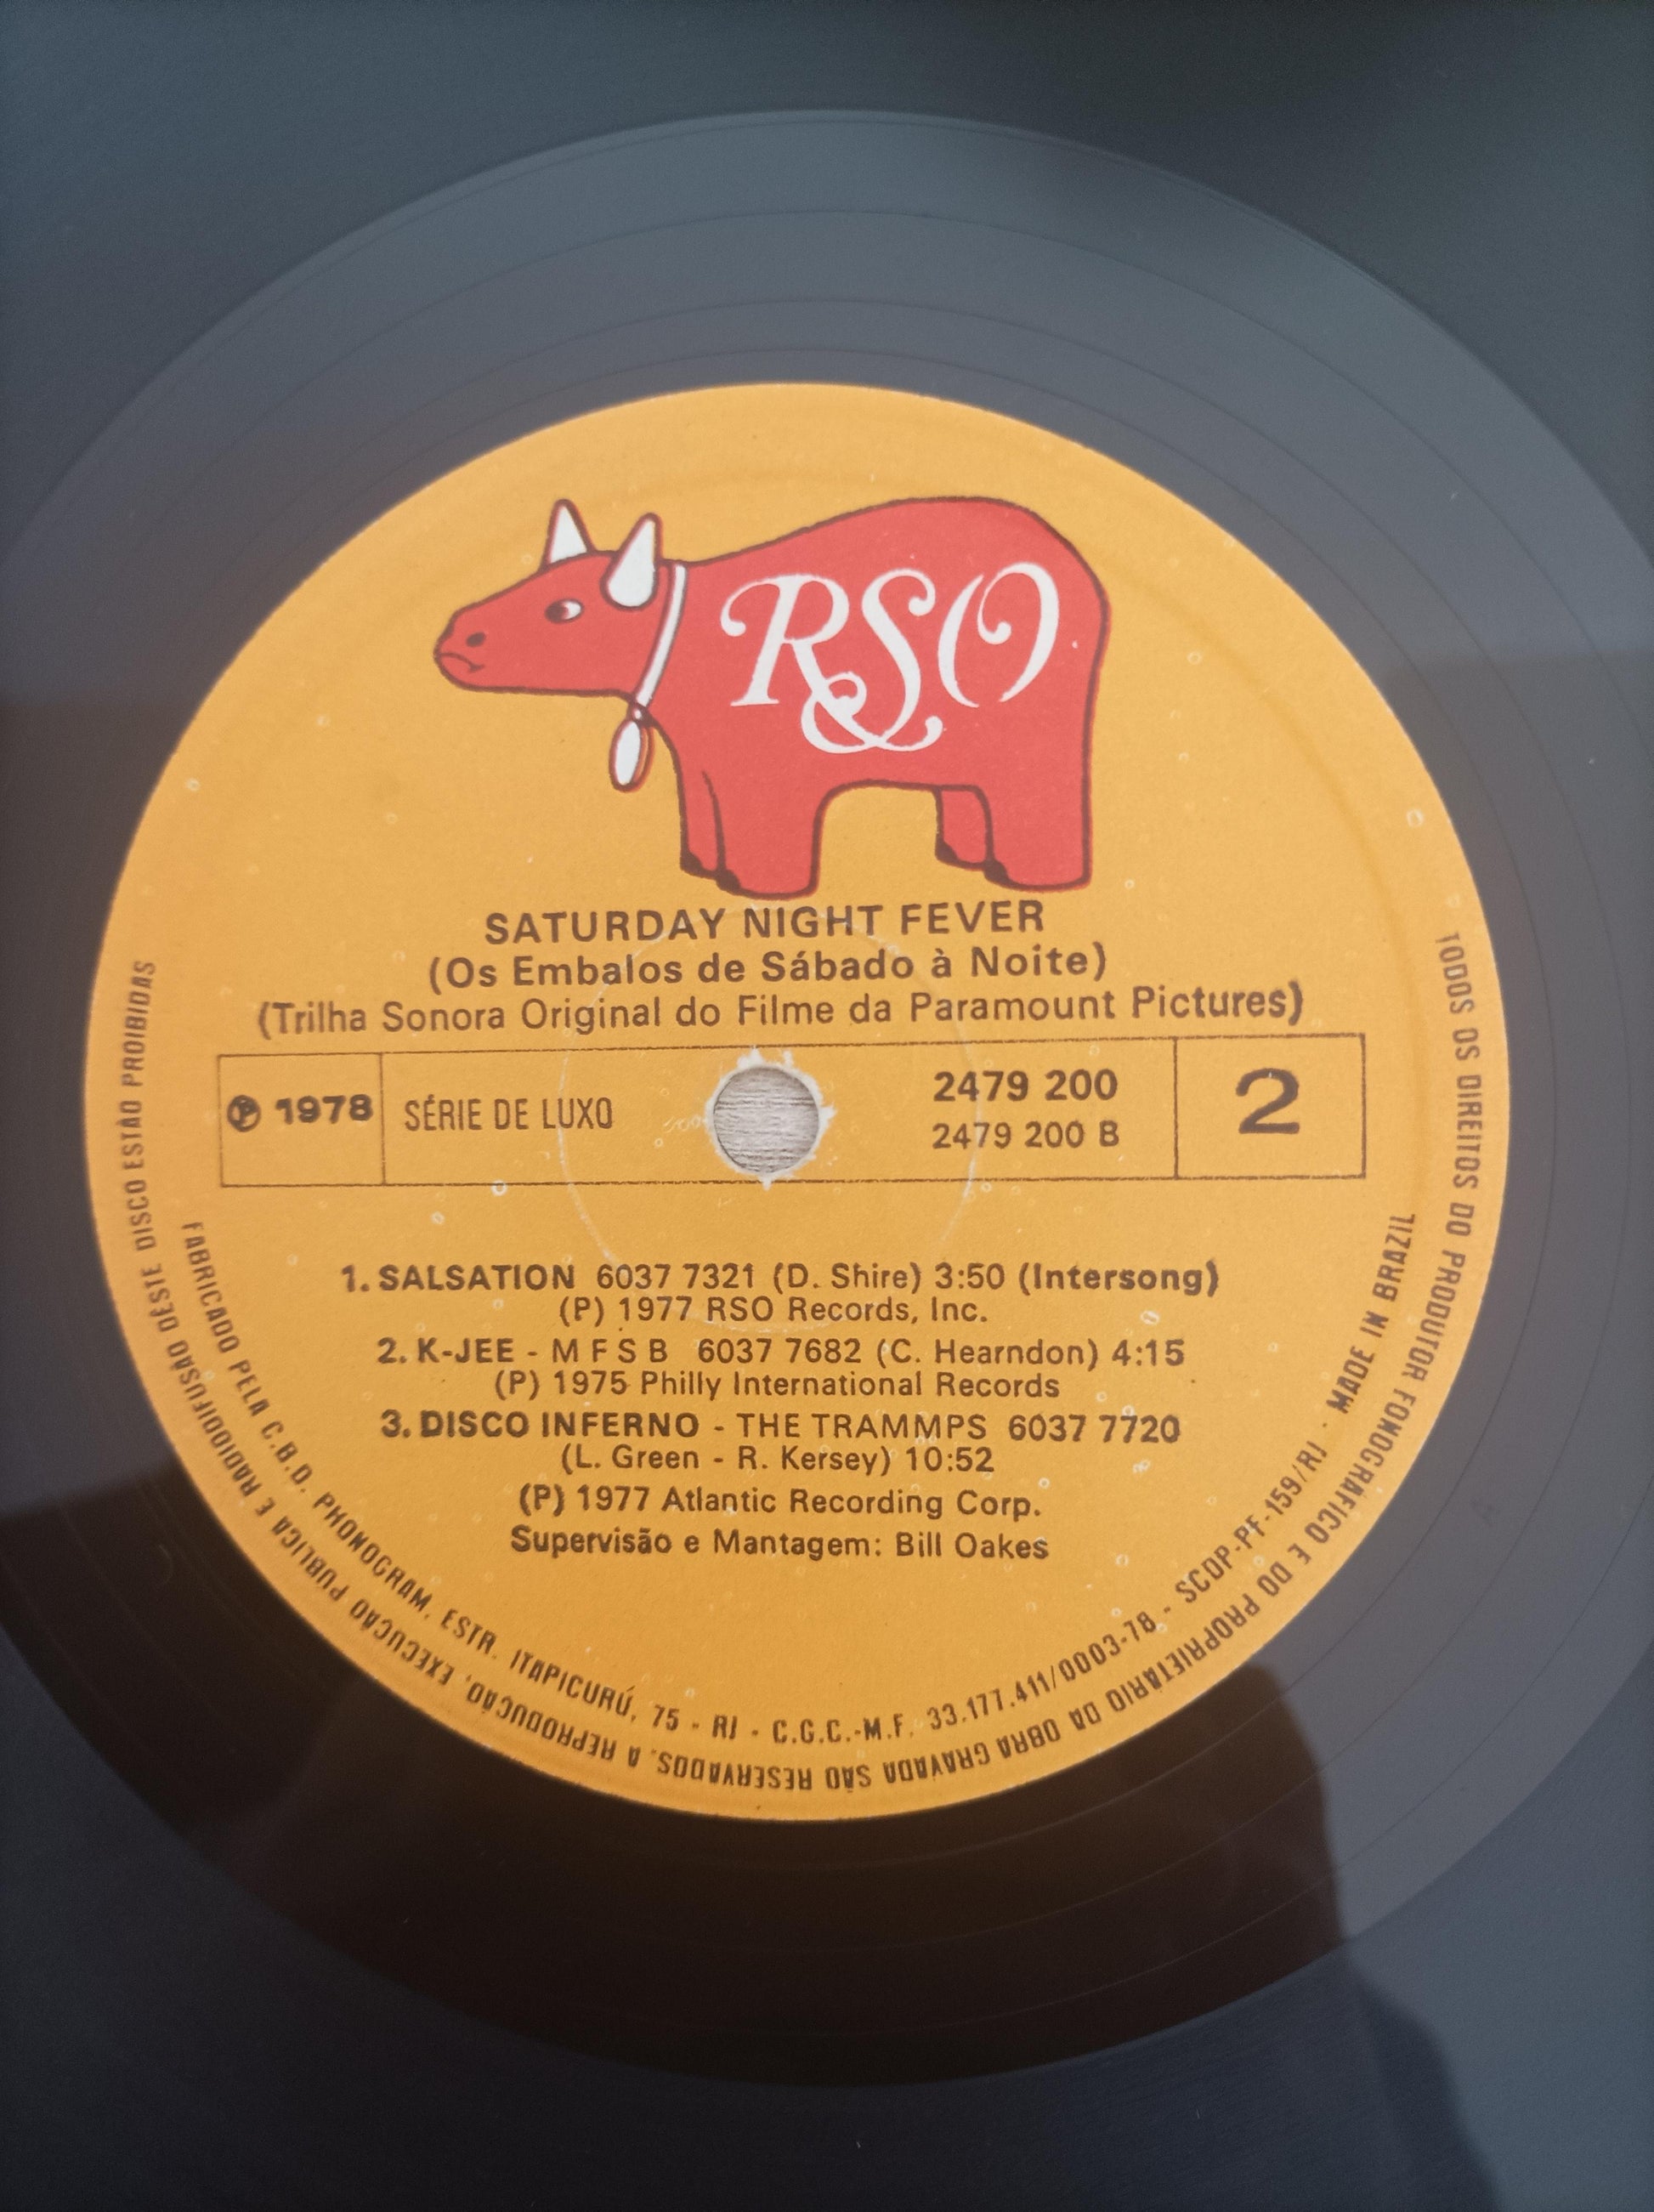 RSO
SATURDAY NIGHT FEVER
(Os Embalos de Sábado à Noite)
(Trilha Sonora Original do Filme da Paramount Pictures)
℗ 1978
SÉRIE DE LUXO
2479 200
2479 200 B
2
1. SALSATION 6037 7321 (D. Shire) 3:50 (Intersong)
(P) 1977 RSO Records, Inc.
2. K-JEE - M F S B 6037 7682 (C. Hearndon) 4:15
(P) 1975 Philly International Records
3. DISCO INFERNO - THE TRAMMPS 6037 7720
(L. Green - R. Kersey) 10:52
(P) 1977 Atlantic Recording Corp.
Supervisão e Mantagem: Bill Oakes
FABRICADO PELA C.B.D. PHONOGRAM, ESTR. ITAPICURÚ, 75 - RJ - C.G.C.-M.F. 33.177.411/0003-78 - SCDP-PF-159/RJ - MADE IN BRAZIL
TODOS OS DIREITOS DO PRODUTOR FONOGRAFICO E DO PROPRIETARIO DA OBRA GRAVADA SÃO RESERVADOS. A REPRODUÇÃO, EXECUÇÃO PUBLICA E RADIODIFUSÃO DESTE DISCO ESTÃO PROIBIDAS